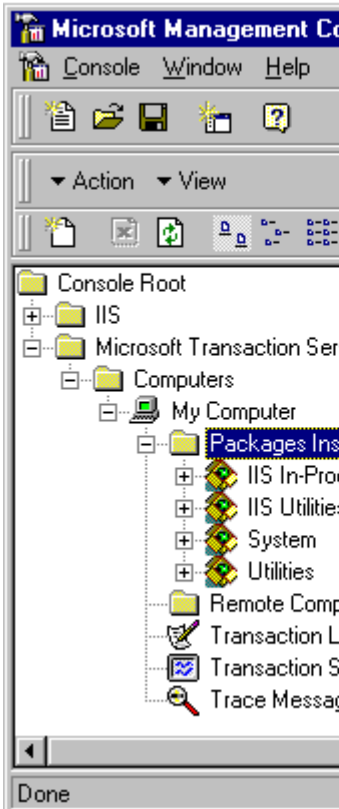 Microsoft Management Co
Console Window Help
Action View
Console Root
IIS
Microsoft Transaction Ser
Computers
My Computer
Packages Ins
IIS In-Pro
IIS Utilities
System
Utilities
Remote Comp
Transaction L
Transaction S
Trace Messag
Done